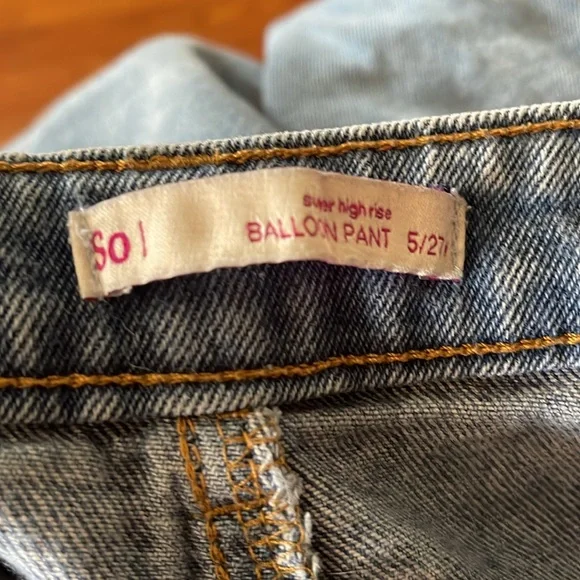 So
super high rise
BALLOON PANT 5/27